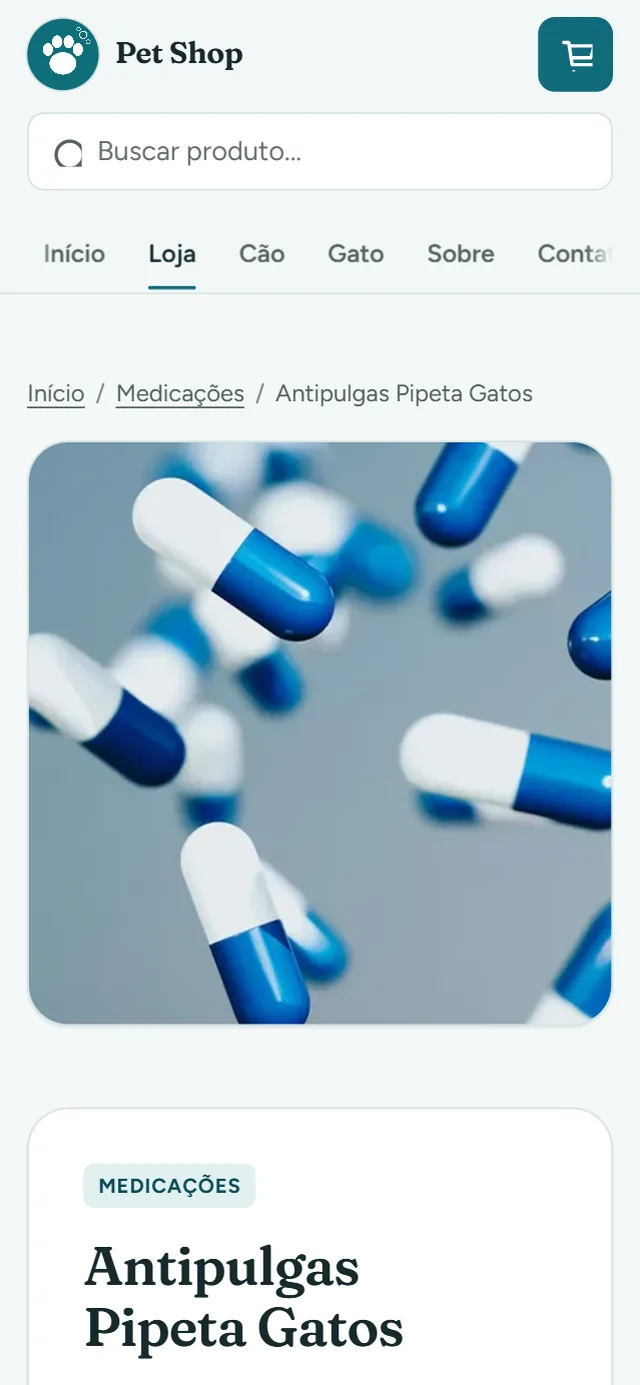 Pet Shop
Buscar produto...
Início Loja Cão Gato Sobre
Início / Medicações / Antipulgas Pipeta Gatos
MEDICAÇÕES
Antipulgas
Pipeta Gatos